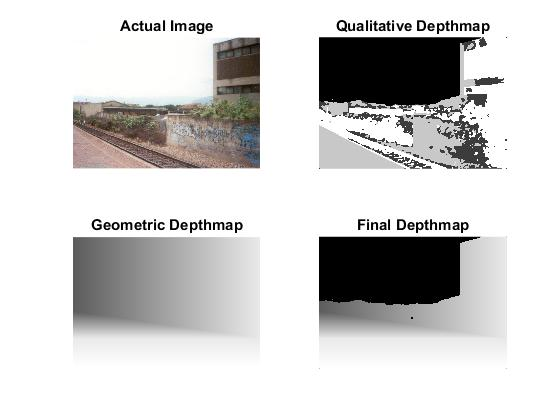 Actual Image
Qualitative Depthmap
Geometric Depthmap
Final Depthmap